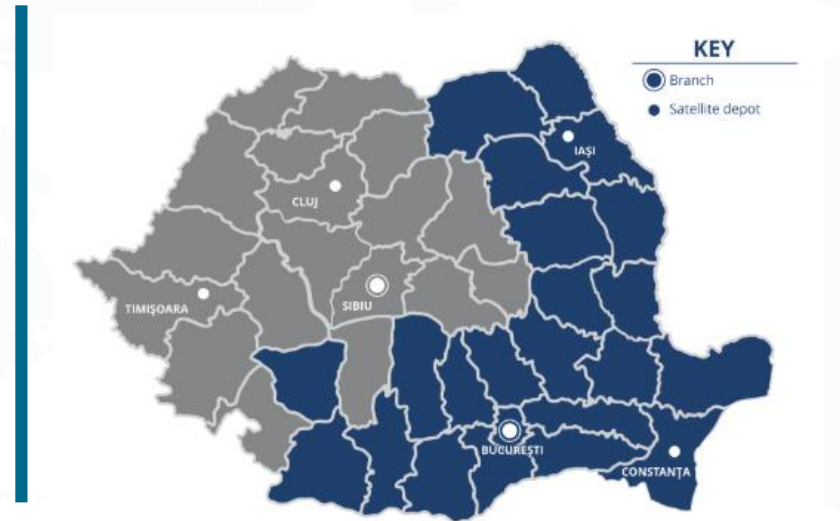 KEY
Branch
Satellite depot
IAȘI
CLUJ
SIBIU
TIMIȘOARA
BUCUREȘTI
CONSTANȚA